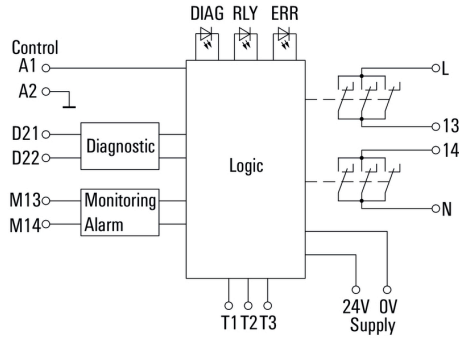 DIAG RLY ERR
Control
A1
A2
L
D21
D22
Diagnostic
Logic
13
14
M13
M14
Monitoring
Alarm
N
T1 T2 T3
24V 0V
Supply